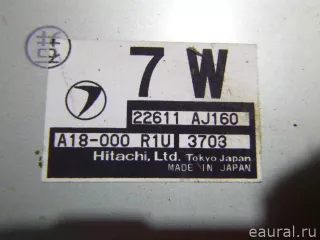 7 W
22611 AJ160
A18-000 R1U 3703
Hitachi, Ltd. Tokyo Japan
MADE IN JAPAN
eaural.ru